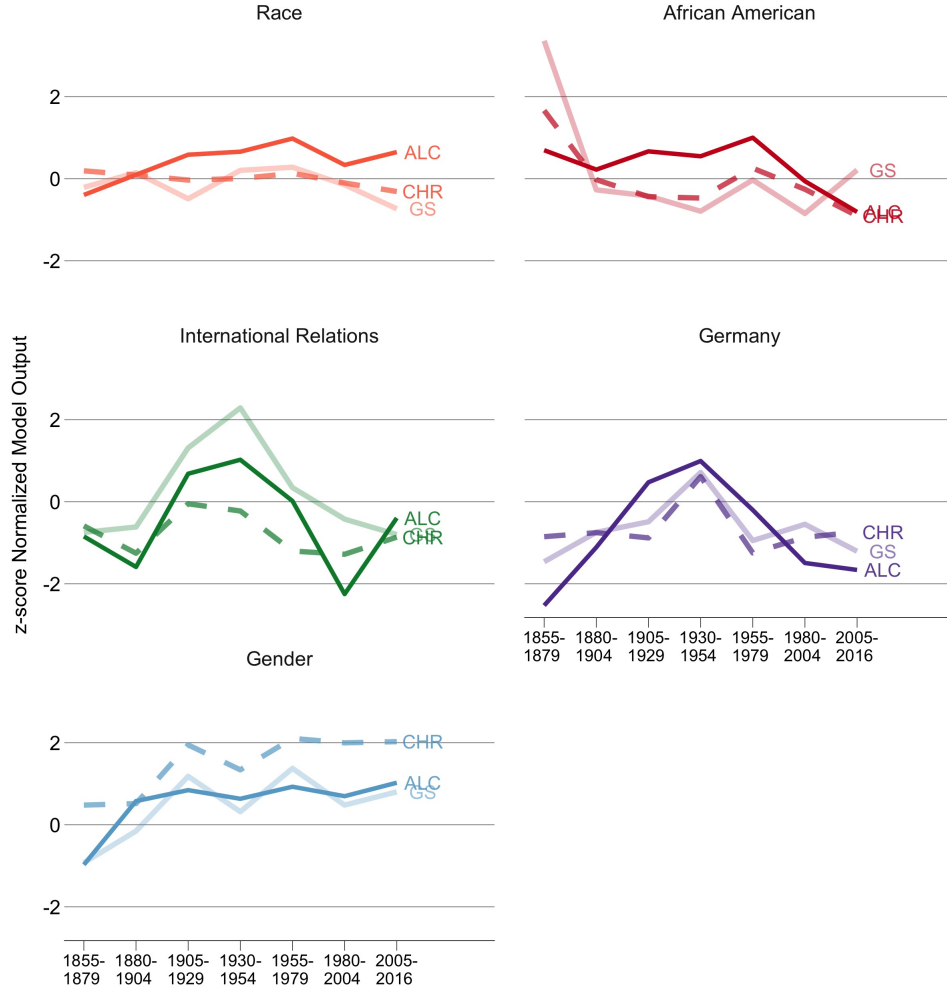 Race
African American
2
0
-2
ALC
CHR
GS
GS
ALC
CHR
z-score Normalized Model Output
International Relations
Germany
2
0
-2
ALC
GS
CHR
CHR
GS
ALC
1855-
1879
1880-
1904
1905-
1929
1930-
1954
1955-
1979
1980-
2004
2005-
2016
Gender
2
0
-2
CHR
ALC
GS
1855-
1879
1880-
1904
1905-
1929
1930-
1954
1955-
1979
1980-
2004
2005-
2016